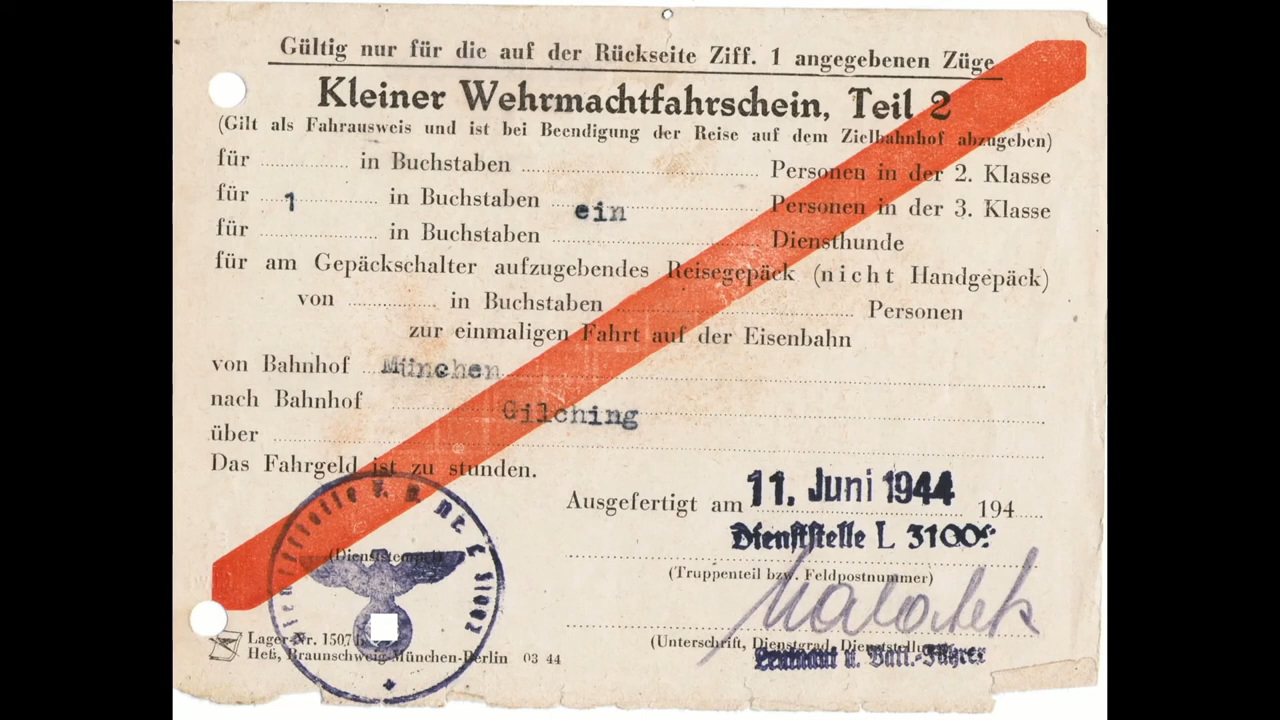 Gültig nur für die auf der Rückseite Ziff. 1 angegebenen Züge
Kleiner Wehrmachtfahrschein, Teil 2
(Gilt als Fahrausweis und ist bei Beendigung der Reise auf dem Zielbahnhof abzugeben)
für ........... in Buchstaben ........... Personen in der 2. Klasse
für 1 in Buchstaben ein Personen in der 3. Klasse
für ........... in Buchstaben ........... Diensthunde
für am Gepäckschalter aufzugebendes Reisegepäck (nicht Handgepäck)
von ........... in Buchstaben ........... Personen
zur einmaligen Fahrt auf der Eisenbahn
von Bahnhof München
nach Bahnhof Gilching
über
Das Fahrgeld ist zu stunden.
Ausgefertigt am 11. Juni 1944 194
Dienststelle L 31005
(Dienststempel)
(Truppenteil bzw. Feldpostnummer)
(Unterschrift, Dienstgrad, Dienststellung)
Leutnant u. Battr.-Führer
Lager-Nr. 1507
Heß, Braunschweig-München-Berlin 03 44